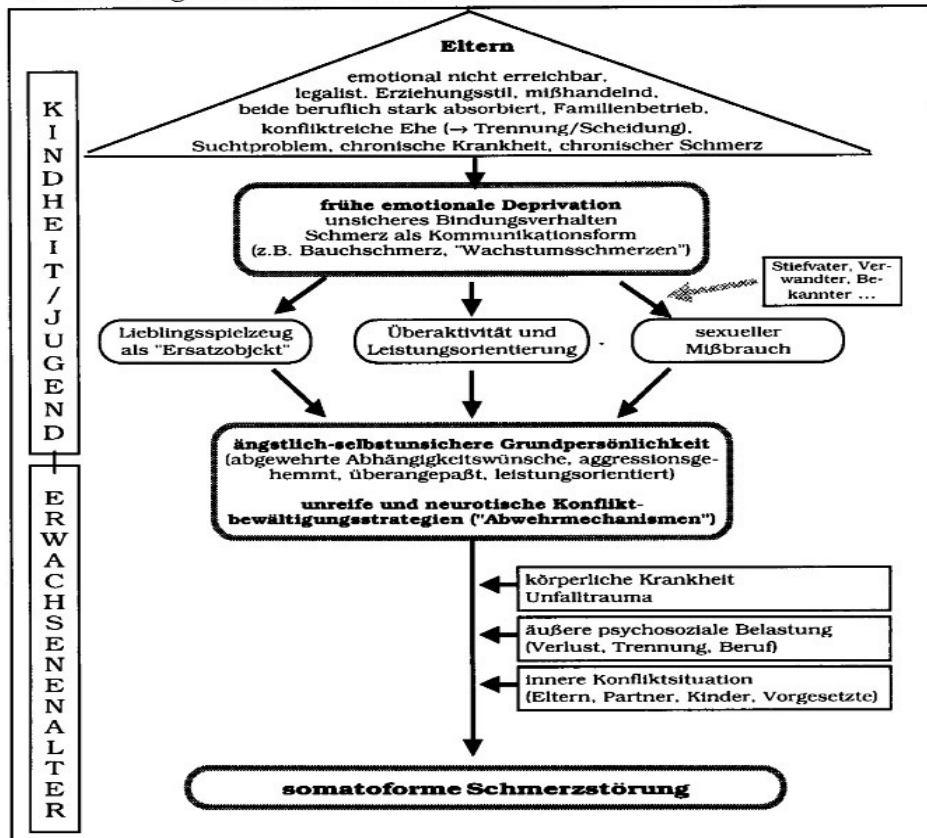 Eltern
emotional nicht erreichbar,
legalist. Erziehungsstil, mißhandelnd,
beide beruflich stark absorbiert, Familienbetrieb,
konfliktreiche Ehe (→ Trennung/Scheidung),
Suchtproblem, chronische Krankheit, chronischer Schmerz
KINDHEIT/JUGEND
frühe emotionale Deprivation
unsicheres Bindungsverhalten
Schmerz als Kommunikationsform
(z.B. Bauchschmerz, "Wachstumsschmerzen")
Stiefvater, Ver-
wandter, Be-
kannter ...
Lieblingsspielzeug
als "Ersatzobjekt"
Überaktivität und
Leistungsorientierung
sexueller
Mißbrauch
ängstlich-selbstunsichere Grundpersönlichkeit
(abgewehrte Abhängigkeitswünsche, aggressionsge-
hemmt, überangepaßt, leistungsorientiert)
unreife und neurotische Konflikt-
bewältigungsstrategien ("Abwehrmechanismen")
ERWACHSENENALTER
körperliche Krankheit
Unfalltrauma
äußere psychosoziale Belastung
(Verlust, Trennung, Beruf)
innere Konfliktsituation
(Eltern, Partner, Kinder, Vorgesetzte)
somatoforme Schmerzstörung